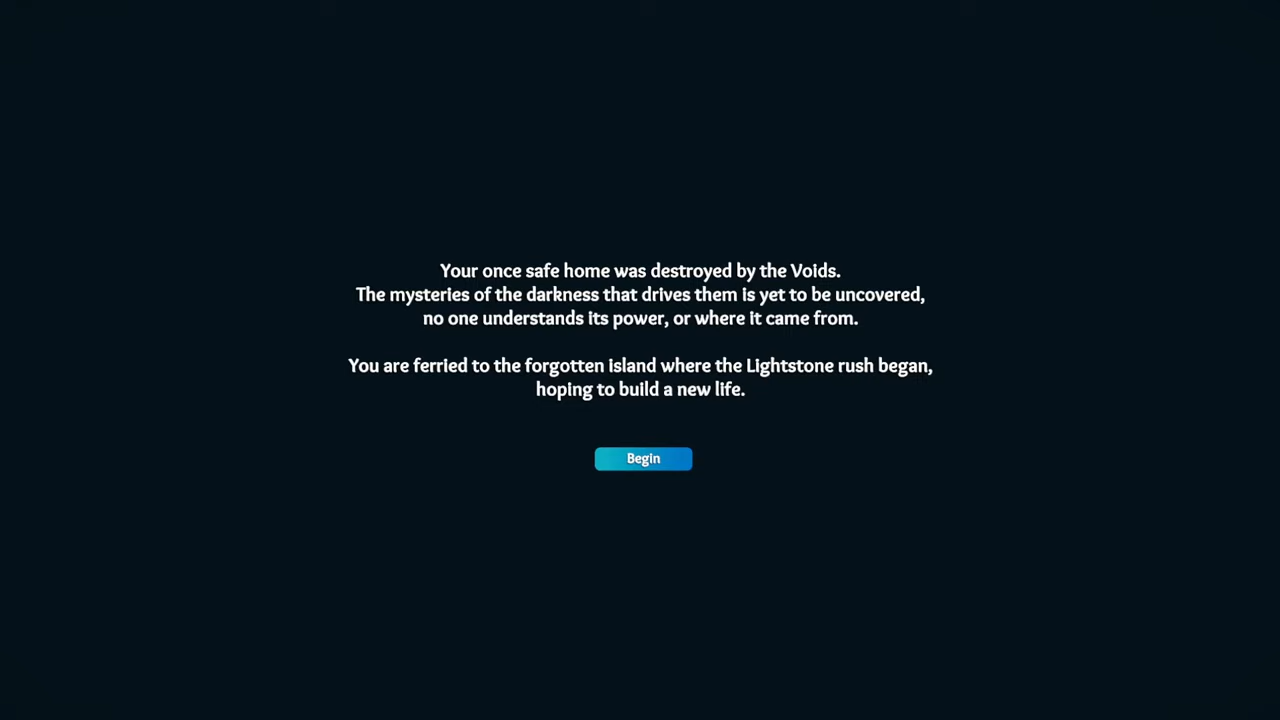 Your once safe home was destroyed by the Voids.
The mysteries of the darkness that drives them is yet to be uncovered,
no one understands its power, or where it came from.
You are ferried to the forgotten island where the Lightstone rush began,
hoping to build a new life.
Begin